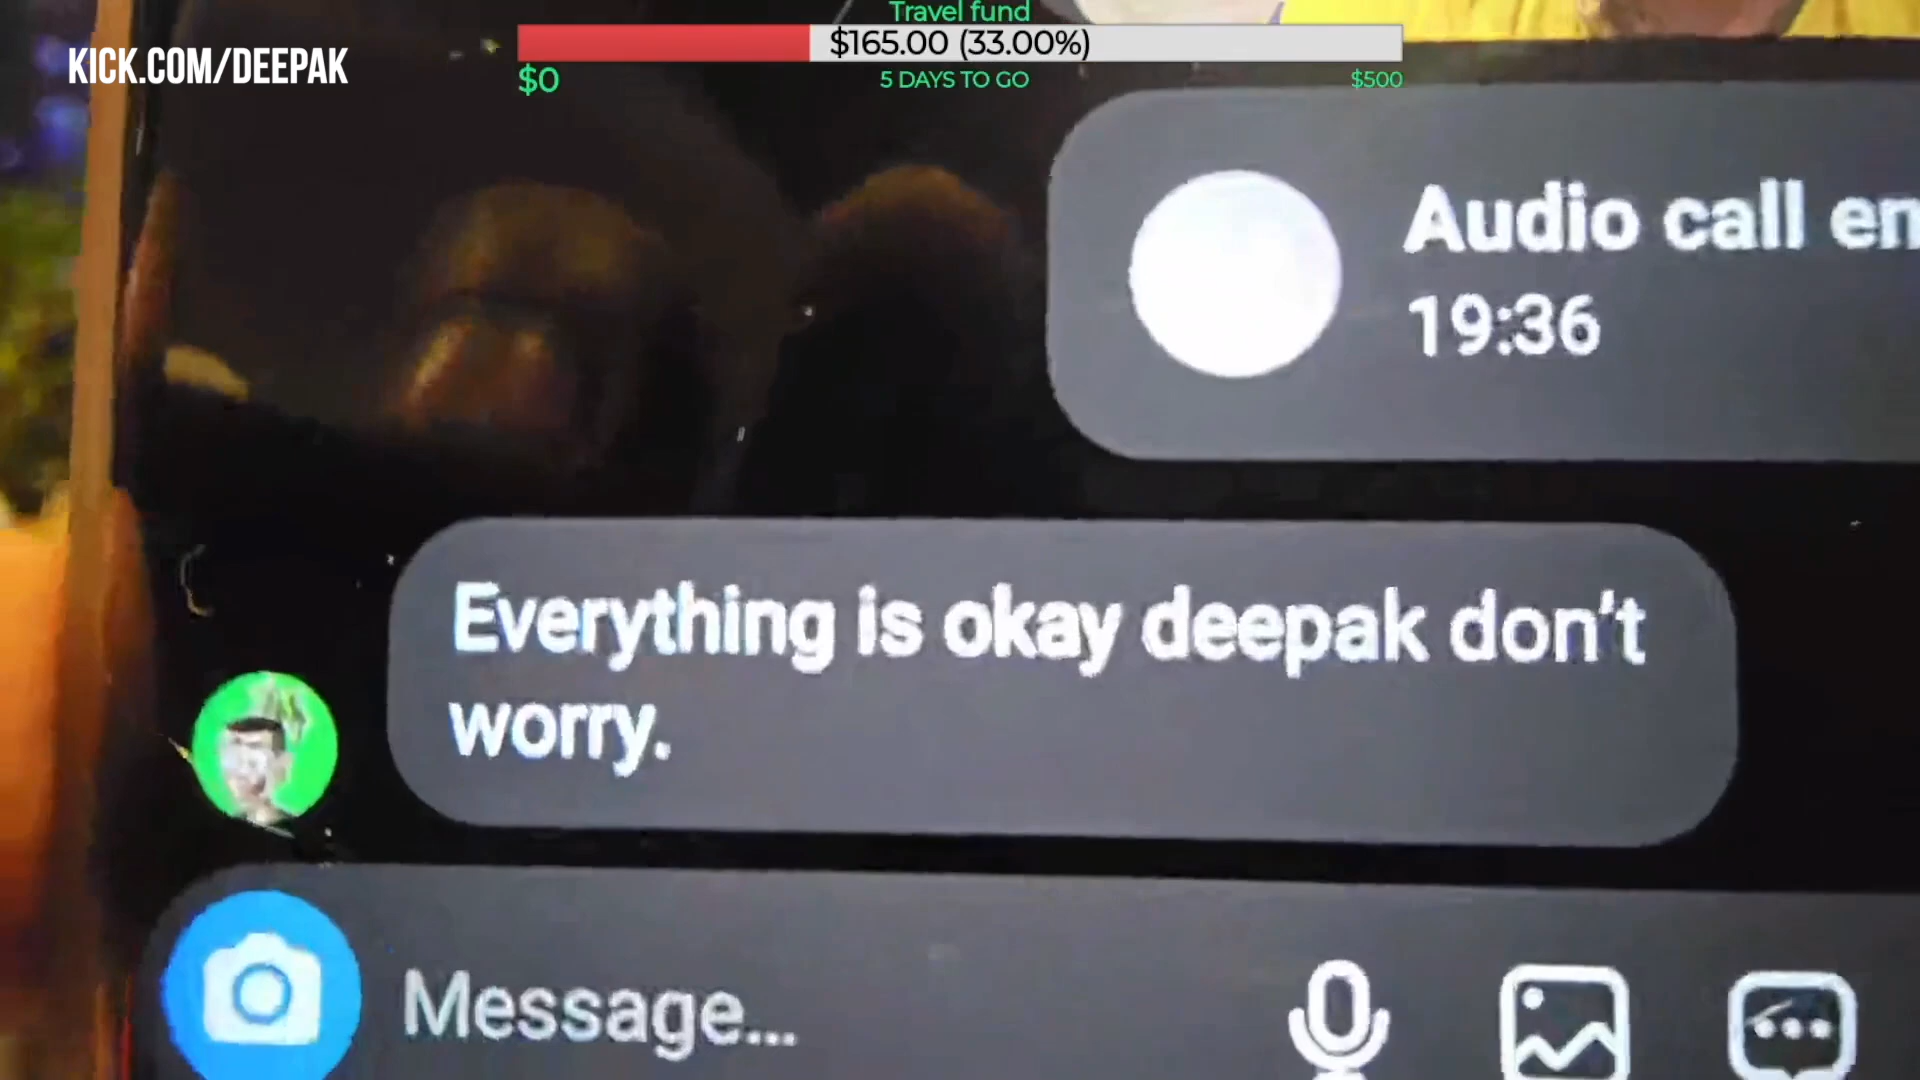 Travel fund
KICK.COM/DEEPAK
$165.00 (33.00%)
$0
5 DAYS TO GO
$500
Audio call en
19:36
Everything is okay deepak don't
worry.
Message...